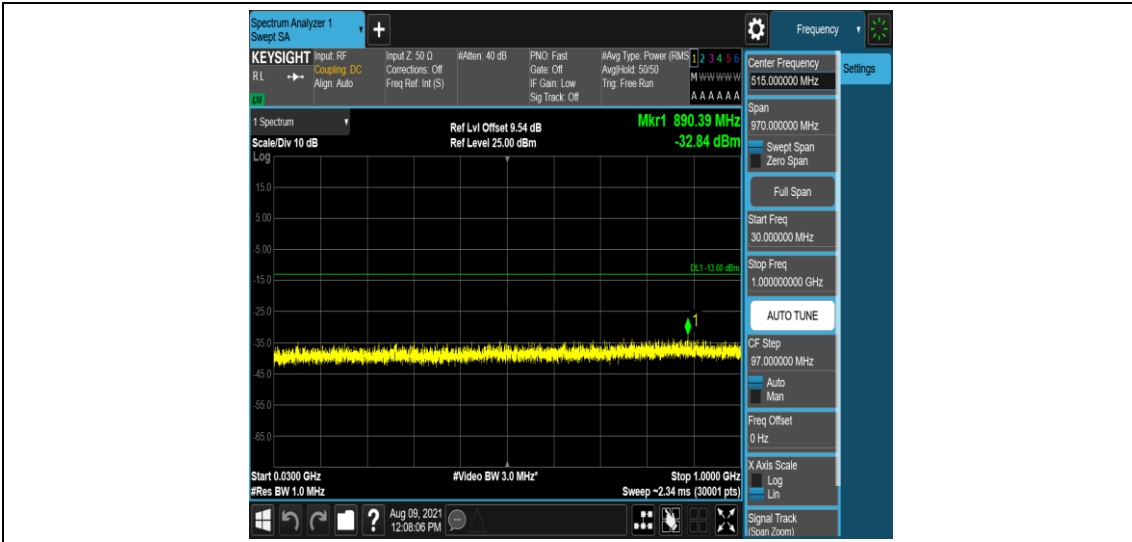 Spectrum Analyzer 1
Swept SA
+
Frequency
KEYSIGHT
Input: RF
Input Z: 50 Ω
#Atten: 40 dB
PNO: Fast
#Avg Type: Power (RMS
1 2 3 4 5 6
RL
Coupling: DC
Corrections: Off
Gate: Off
Avg|Hold: 50/50
M W W W W W
Align: Auto
Freq Ref: Int (S)
IF Gain: Low
Trig: Free Run
Sig Track: Off
A A A A A A
LXI
1 Spectrum
Ref Lvl Offset 9.54 dB
Mkr1 890.39 MHz
Scale/Div 10 dB
Ref Level 25.00 dBm
-32.84 dBm
Log
15.0
5.00
-5.00
DL1 -13.00 dBm
-15.0
-25.0
1
-35.0
-45.0
-55.0
-65.0
Start 0.0300 GHz
#Video BW 3.0 MHz*
Stop 1.0000 GHz
#Res BW 1.0 MHz
Sweep ~2.34 ms (30001 pts)
Center Frequency
515.000000 MHz
Settings
Span
970.000000 MHz
Swept Span
Zero Span
Full Span
Start Freq
30.000000 MHz
Stop Freq
1.000000000 GHz
AUTO TUNE
CF Step
97.000000 MHz
Auto
Man
Freq Offset
0 Hz
X Axis Scale
Log
Lin
Signal Track
(Span Zoom)
?
Aug 09, 2021
12:08:06 PM